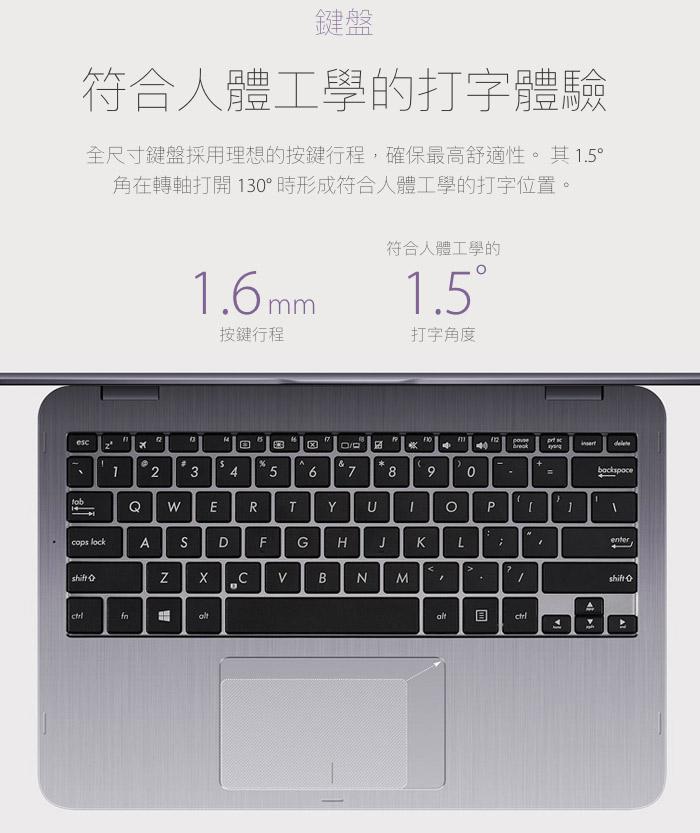 鍵盤
符合人體工學的打字體驗
全尺寸鍵盤採用理想的按鍵行程，確保最高舒適性。 其 1.5°
角在轉軸打開 130° 時形成符合人體工學的打字位置。
符合人體工學的
1.6 mm 1.5°
按鍵行程 打字角度
esc f1 f2 f3 f4 f5 f6 f7 f8 f9 f10 f11 f12 pause break prt sc sysrq insert delete
~ ` ! 1 @ 2 # 3 $ 4 % 5 ^ 6 & 7 * 8 ( 9 ) 0 - + = backspace
tab Q W E R T Y U I O P { [ } ] \
caps lock A S D F G H J K L : ; " ' enter
shift Z X C V B N M < , > . ? / shift
ctrl fn alt alt ctrl home pgup pgdn end